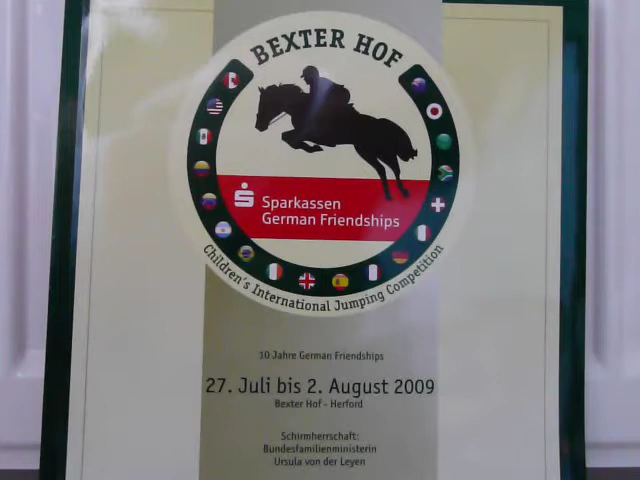 BEXTER HOF
Sparkassen
German Friendships
Children's International Jumping Competition
10 Jahre German Friendships
27. Juli bis 2. August 2009
Bexter Hof - Herford
Schirmherrschaft:
Bundesfamilienministerin
Ursula von der Leyen